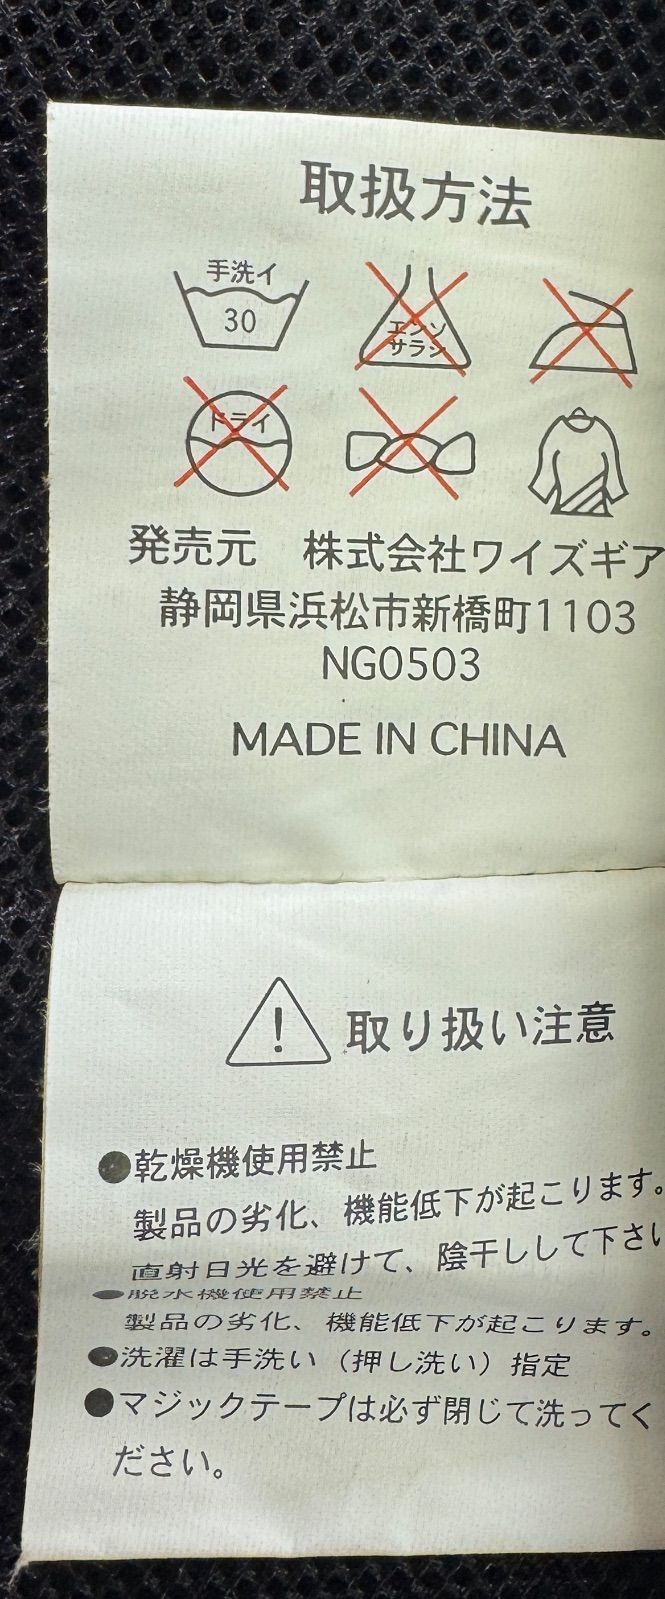 取扱方法
手洗イ
30
エンソ
サラシ
ドライ
発売元　株式会社ワイズギア
静岡県浜松市新橋町1103
NG0503
MADE IN CHINA
! 取り扱い注意
●乾燥機使用禁止
製品の劣化、機能低下が起こります。
直射日光を避けて、陰干しして下さい
●脱水機使用禁止
製品の劣化、機能低下が起こります。
●洗濯は手洗い（押し洗い）指定
●マジックテープは必ず閉じて洗ってく
ださい。